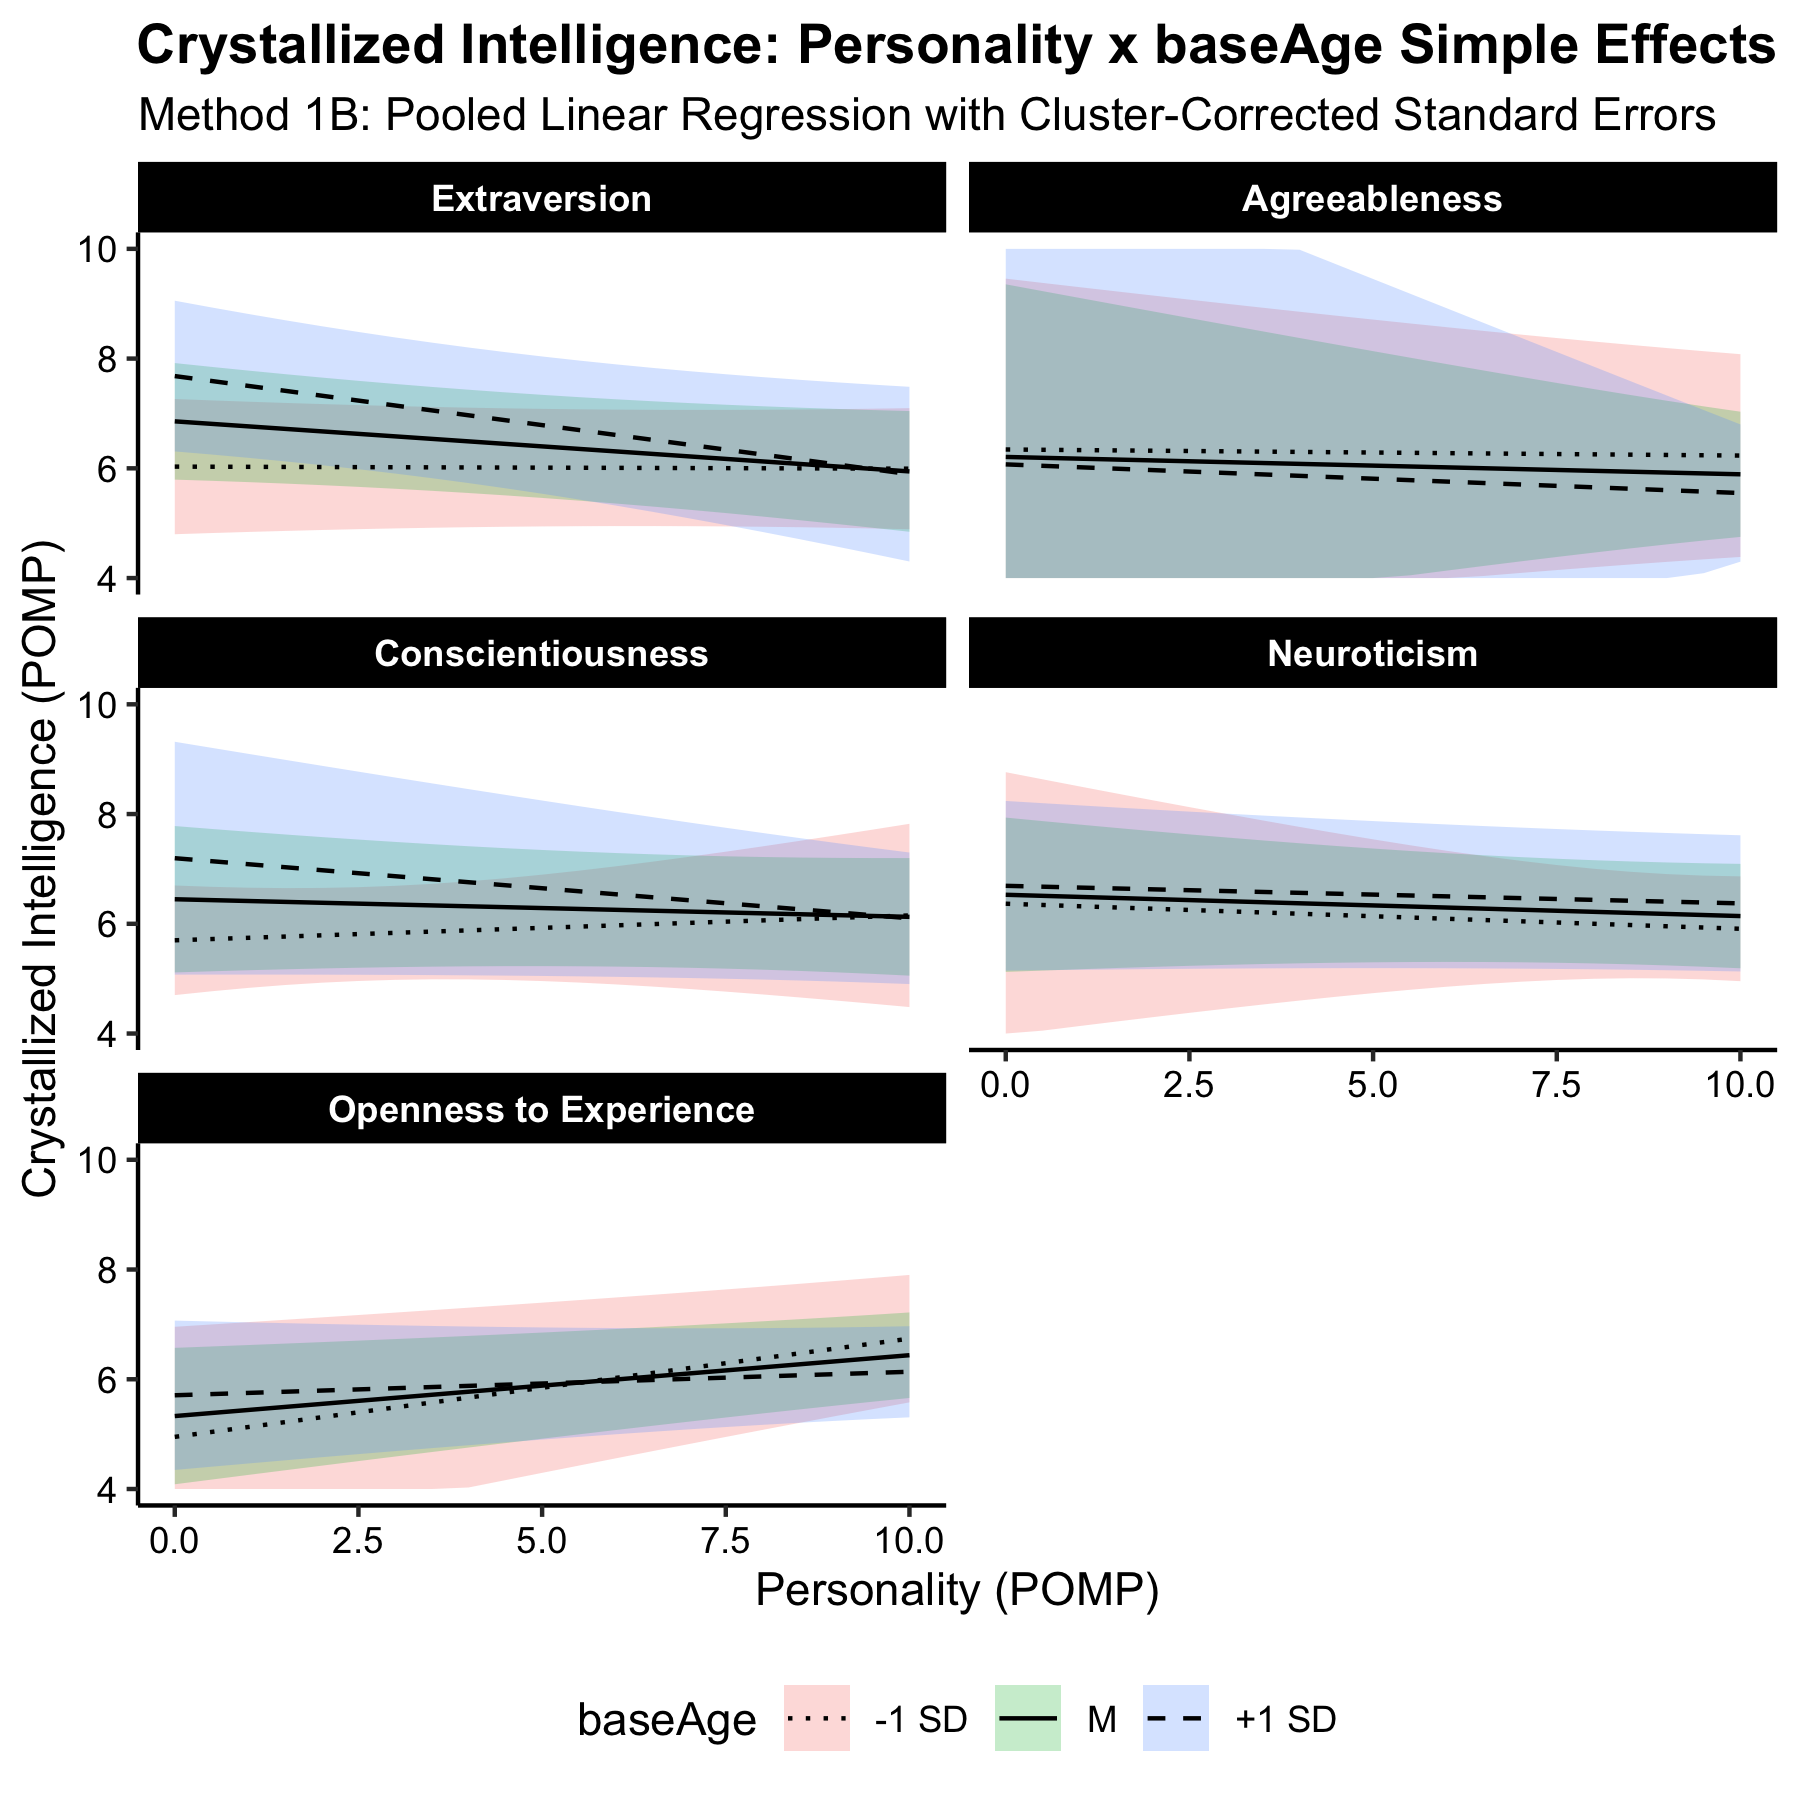 Crystallized Intelligence: Personality x baseAge Simple Effects
Method 1B: Pooled Linear Regression with Cluster-Corrected Standard Errors
Extraversion
Agreeableness
10
8
6
4
Conscientiousness
Neuroticism
10
8
6
4
0.0 2.5 5.0 7.5 10.0
Openness to Experience
10
8
6
4
0.0 2.5 5.0 7.5 10.0
Crystallized Intelligence (POMP)
Personality (POMP)
baseAge -1 SD M +1 SD